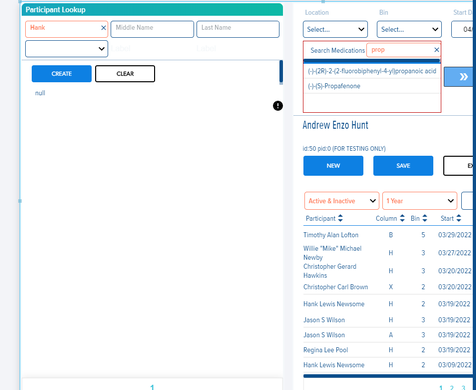 Participant Lookup
Hank
Middle Name
Last Name
CREATE
CLEAR
null
1
Location
Bin
Start D
Select...
Select...
04/
Search Medications
prop
(-)-(2R)-2-(2-fluorobiphenyl-4-yl)propanoic acid
(-)-(S)-Propafenone
Andrew Enzo Hunt
id:50 pid:0 (FOR TESTING ONLY)
NEW
SAVE
EX
Active & Inactive
1 Year
Participant Column Bin Start
Timothy Alan Lofton B 5 03/29/2022
Willie "Mike" Michael Newby H 3 03/27/2022
Christopher Gerard Hawkins H 3 03/20/2022
Christopher Carl Brown X 2 03/20/2022
Hank Lewis Newsome H 2 03/19/2022
Jason S Wilson H 3 03/19/2022
Jason S Wilson A 3 03/19/2022
Regina Lee Pool H 2 03/19/2022
Hank Lewis Newsome H 2 03/09/2022
1 2 3